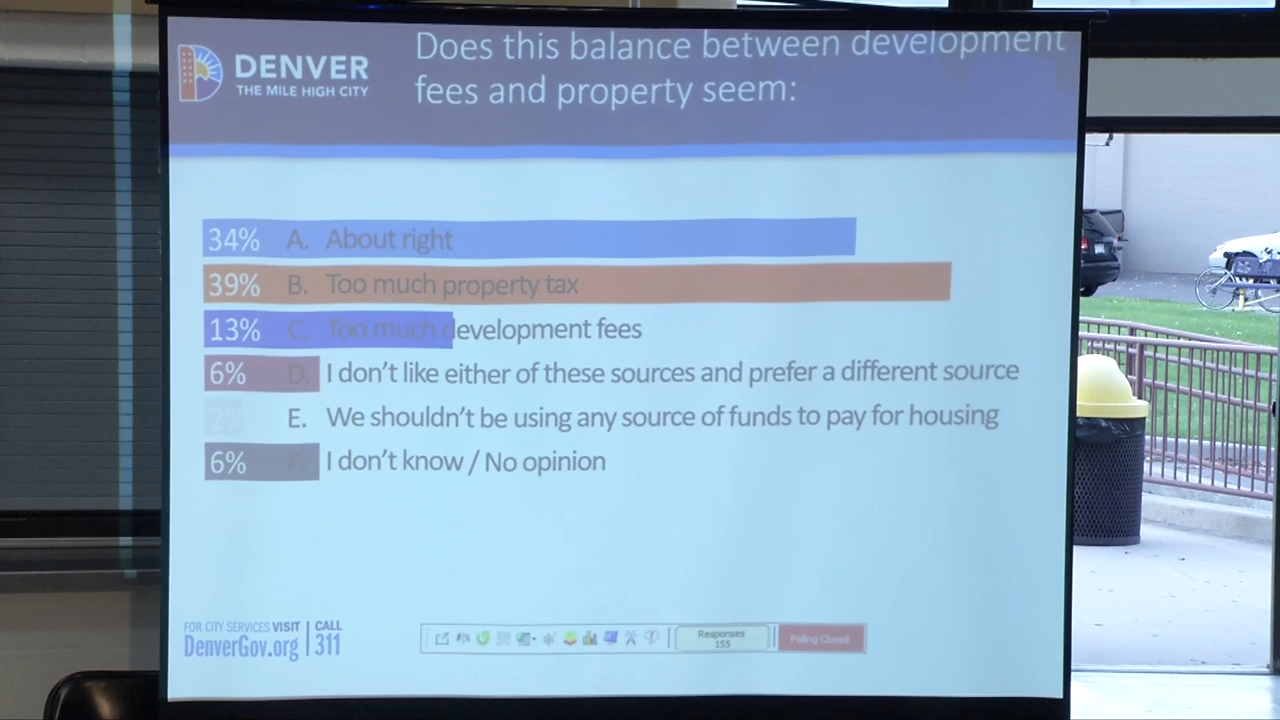 DENVER
THE MILE HIGH CITY
Does this balance between development
fees and property seem:
34% A. About right
39% B. Too much property tax
13% C. Too much development fees
6% D. I don't like either of these sources and prefer a different source
E. We shouldn't be using any source of funds to pay for housing
6% F. I don't know / No opinion
FOR CITY SERVICES VISIT
DenverGov.org
CALL
311
Responses
155
Polling Closed